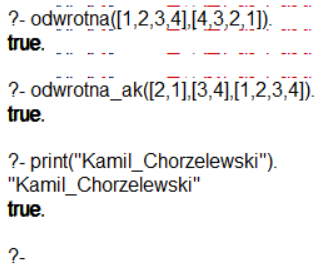 ?- odwrotna([1,2,3,4],[4,3,2,1]).
true.
?- odwrotna_ak([2,1],[3,4],[1,2,3,4]).
true.
?- print("Kamil_Chorzelewski").
"Kamil_Chorzelewski"
true.
?-